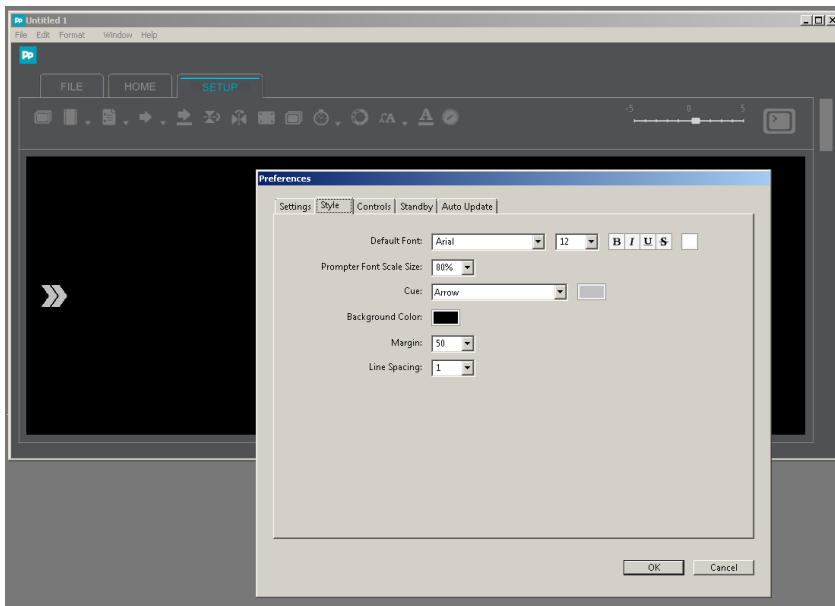 Pp Untitled 1
File Edit Format Window Help
Pp
FILE HOME SETUP
-5 0 5
A A
Preferences
Settings Style Controls Standby Auto Update
Default Font: Arial 12 B I U S
Prompter Font Scale Size: 80%
Cue: Arrow
Background Color:
Margin: 50
Line Spacing: 1
OK Cancel